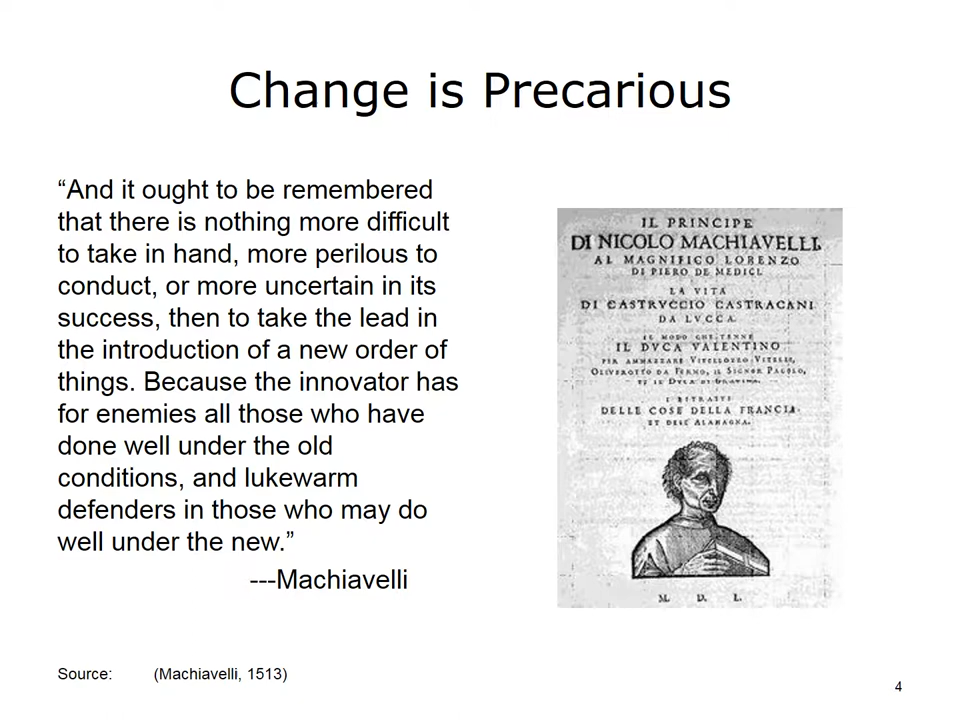 Change is Precarious
“And it ought to be remembered
that there is nothing more difficult
to take in hand, more perilous to
conduct, or more uncertain in its
success, then to take the lead in
the introduction of a new order of
things. Because the innovator has
for enemies all those who have
done well under the old
conditions, and lukewarm
defenders in those who may do
well under the new.”
---Machiavelli
IL PRINCIPE
DI NICOLO MACHIAVELLI.
AL MAGNIFICO LORENZO
DI PIERO DE MEDICI.
LA VITA
DI CASTRVCCIO CASTRACANI
DA LVCCA.
IL MODO CHE TENNE
IL DVCA VALENTINO
PER AMMAZZARE VITELLOZZO VITELLI,
OLIVEROTTO DA FERMO, IL SIGNOR PAGOLO,
ET IL DVCA DI GRAVINA.
I RITRATTI
DELLE COSE DELLA FRANCIA.
ET DELE ALAMAGNA.
M. D. L.
Source: (Machiavelli, 1513)
4